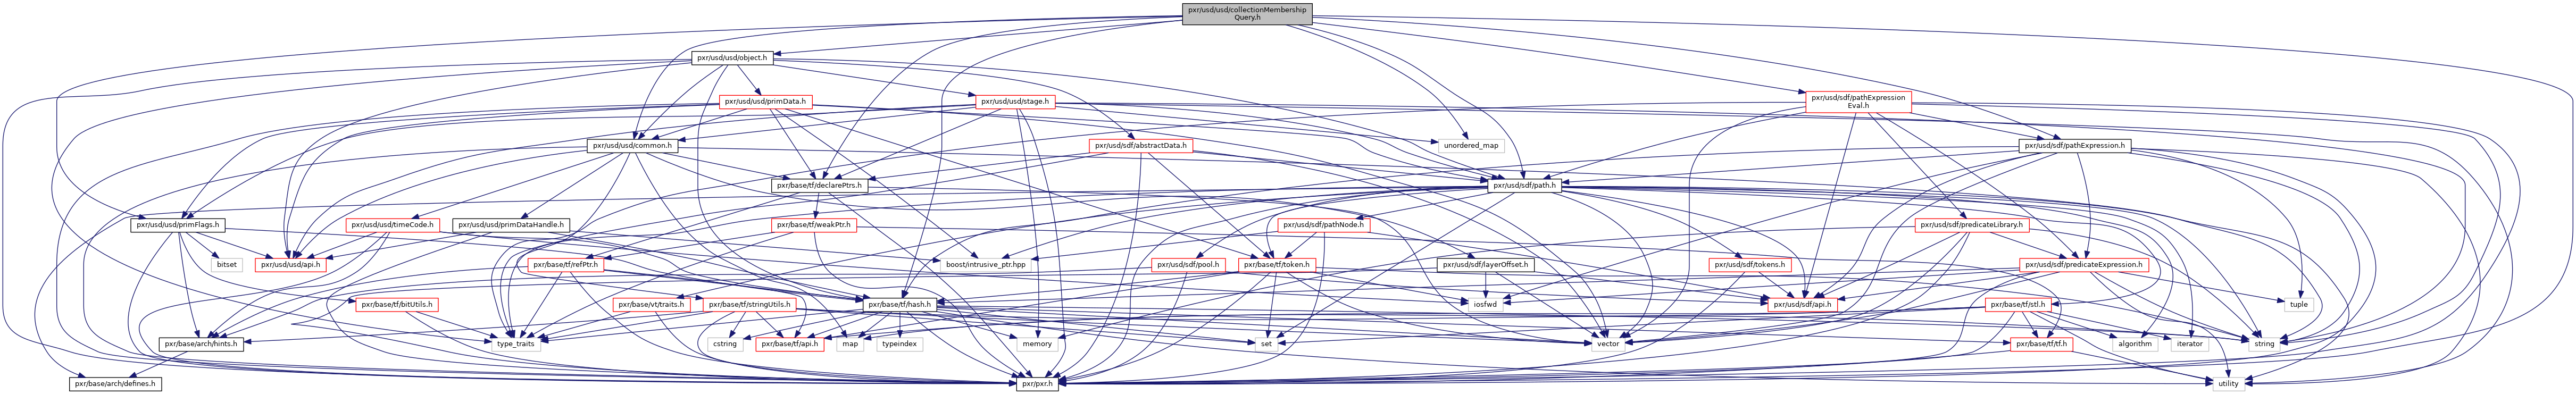 pxr/usd/usd/collectionMembership
Query.h
pxr/usd/usd/object.h
pxr/usd/usd/primData.h
pxr/usd/usd/stage.h
pxr/usd/sdf/pathExpression
Eval.h
pxr/usd/usd/common.h
pxr/usd/sdf/abstractData.h
unordered_map
pxr/usd/sdf/pathExpression.h
pxr/base/tf/declarePtrs.h
pxr/usd/sdf/path.h
pxr/usd/usd/primFlags.h
pxr/usd/usd/timeCode.h
pxr/usd/usd/primDataHandle.h
pxr/base/tf/weakPtr.h
pxr/usd/sdf/pathNode.h
pxr/usd/sdf/predicateLibrary.h
bitset
pxr/usd/usd/api.h
pxr/base/tf/refPtr.h
boost/intrusive_ptr.hpp
pxr/usd/sdf/pool.h
pxr/base/tf/token.h
pxr/usd/sdf/layerOffset.h
pxr/usd/sdf/tokens.h
pxr/usd/sdf/predicateExpression.h
pxr/base/tf/bitUtils.h
pxr/base/vt/traits.h
pxr/base/tf/stringUtils.h
pxr/base/tf/hash.h
iosfwd
pxr/usd/sdf/api.h
pxr/base/tf/stl.h
tuple
pxr/base/arch/hints.h
type_traits
cstring
pxr/base/tf/api.h
map
typeindex
memory
set
vector
pxr/base/tf/tf.h
algorithm
iterator
string
pxr/base/arch/defines.h
pxr/pxr.h
utility